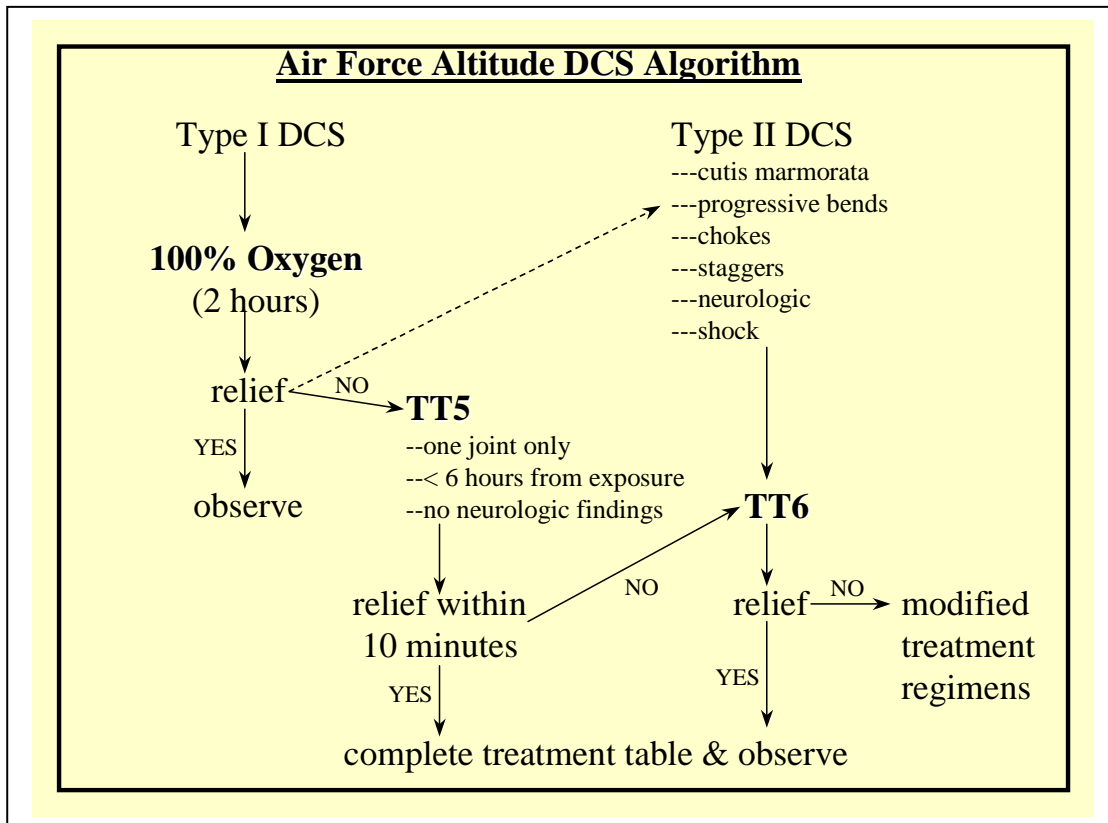 Air Force Altitude DCS Algorithm
Type I DCS
100% Oxygen
(2 hours)
relief
YES
observe
NO
TT5
--one joint only
--< 6 hours from exposure
--no neurologic findings
relief within
10 minutes
NO
YES
Type II DCS
---cutis marmorata
---progressive bends
---chokes
---staggers
---neurologic
---shock
TT6
relief
NO
modified
treatment
regimens
YES
complete treatment table & observe